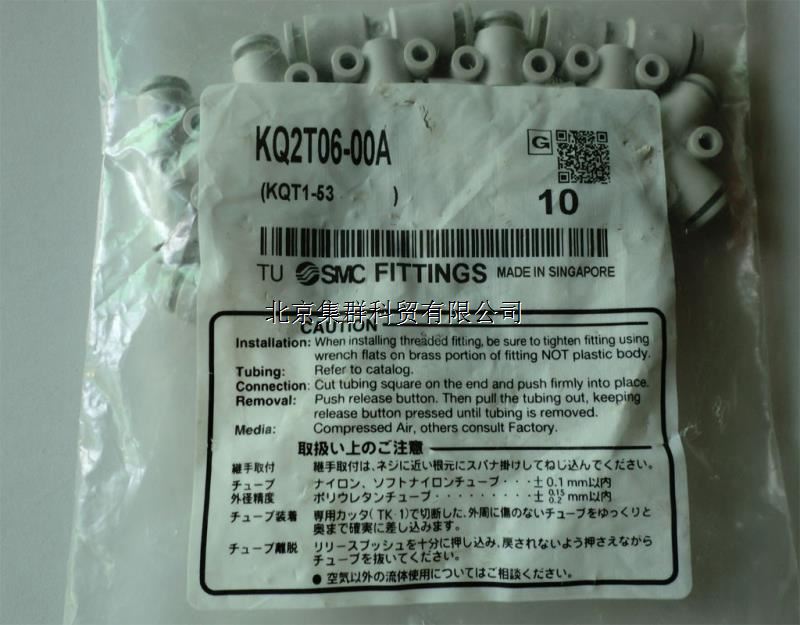 KQ2T06-00A
G
(KQT1-53 )
10
TU SMC FITTINGS MADE IN SINGAPORE
北京集群科贸有限公司
CAUTION
Installation: When installing threaded fitting, be sure to tighten fitting using
wrench flats on brass portion of fitting NOT plastic body.
Tubing: Refer to catalog.
Connection: Cut tubing square on the end and push firmly into place.
Removal: Push release button. Then pull the tubing out, keeping
release button pressed until tubing is removed.
Media: Compressed Air, others consult Factory.
取扱い上のご注意
継手取付 継手取付は、ネジに近い根元にスパナ掛けしてねじ込んでください。
チューブ ナイロン、ソフトナイロンチューブ・・・± 0.1 mm以内
外径精度 ポリウレタンチューブ・・・・・・・・・± 0.15 0.2 mm以内
チューブ装着 専用カッタ(TK-1)で切断した、外周に傷のないチューブをゆっくりと
奥まで確実に差し込みます。
チューブ離脱 リリースプッシュを十分に押し込み、戻されないよう押さえながら
チューブを抜いてください。
● 空気以外の流体使用についてはご相談ください。